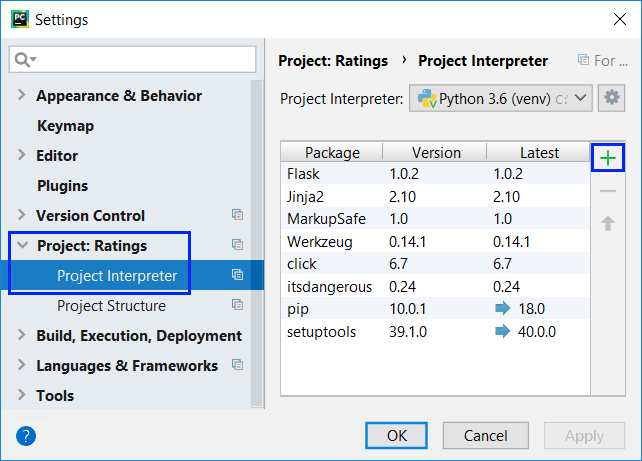 PC Settings
Project: Ratings › Project Interpreter For ...
Appearance & Behavior
Keymap
Editor
Plugins
Version Control
Project: Ratings
Project Interpreter
Project Structure
Build, Execution, Deployment
Languages & Frameworks
Tools
Project Interpreter: Python 3.6 (venv) C:\
Package Version Latest
Flask 1.0.2 1.0.2
Jinja2 2.10 2.10
MarkupSafe 1.0 1.0
Werkzeug 0.14.1 0.14.1
click 6.7 6.7
itsdangerous 0.24 0.24
pip 10.0.1 18.0
setuptools 39.1.0 40.0.0
?
OK Cancel Apply